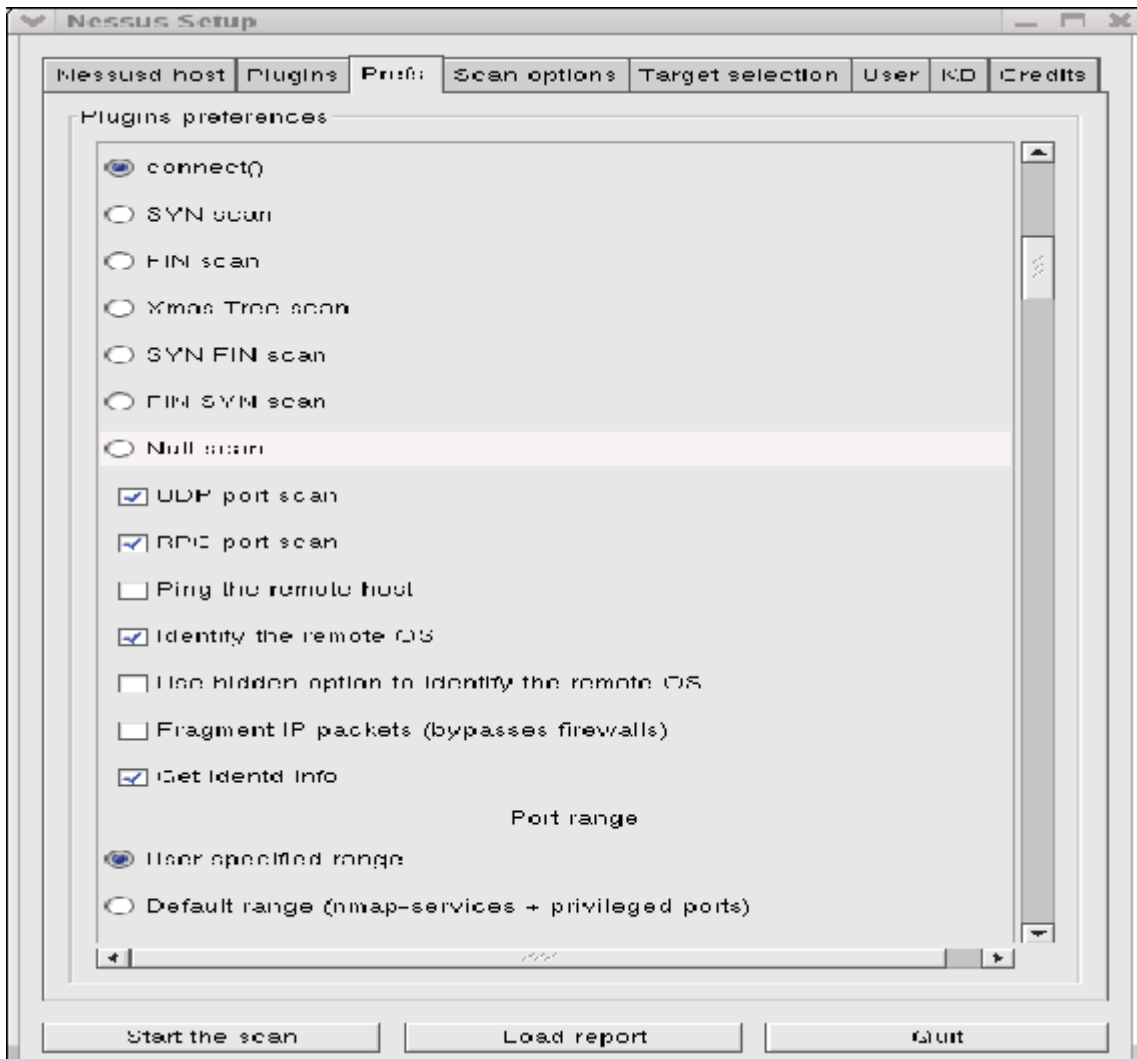 Nessus Setup
Nessusd host Plugins Prefs. Scan options Target selection User KB Credits
Plugins preferences
connect()
SYN scan
FIN scan
Xmas Tree scan
SYN FIN scan
FIN SYN scan
Null scan
UDP port scan
RPC port scan
Ping the remote host
Identify the remote OS
Use hidden option to identify the remote OS
Fragment IP packets (bypasses firewalls)
Get Identd info
Port range
User specified range
Default range (nmap-services + privileged ports)
Start the scan Load report Quit